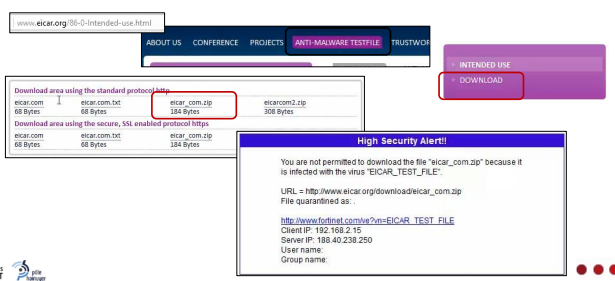 www.eicar.org/86-0-Intended-use.html
ABOUT US CONFERENCE PROJECTS ANTI-MALWARE TESTFILE TRUSTWOR
INTENDED USE
DOWNLOAD
Download area using the standard protocol http
eicar.com eicar.com.txt eicar_com.zip eicarcom2.zip
68 Bytes 68 Bytes 184 Bytes 308 Bytes
Download area using the secure, SSL enabled protocol https
eicar.com eicar.com.txt eicar_com.zip
68 Bytes 68 Bytes 184 Bytes
High Security Alert!!
You are not permitted to download the file "eicar_com.zip" because it
is infected with the virus "EICAR_TEST_FILE".
URL = http://www.eicar.org/download/eicar_com.zip
File quarantined as: .
http://www.fortinet.com/ve?vn=EICAR_TEST_FILE
Client IP: 192.168.2.15
Server IP: 188.40.238.250
User name:
Group name: